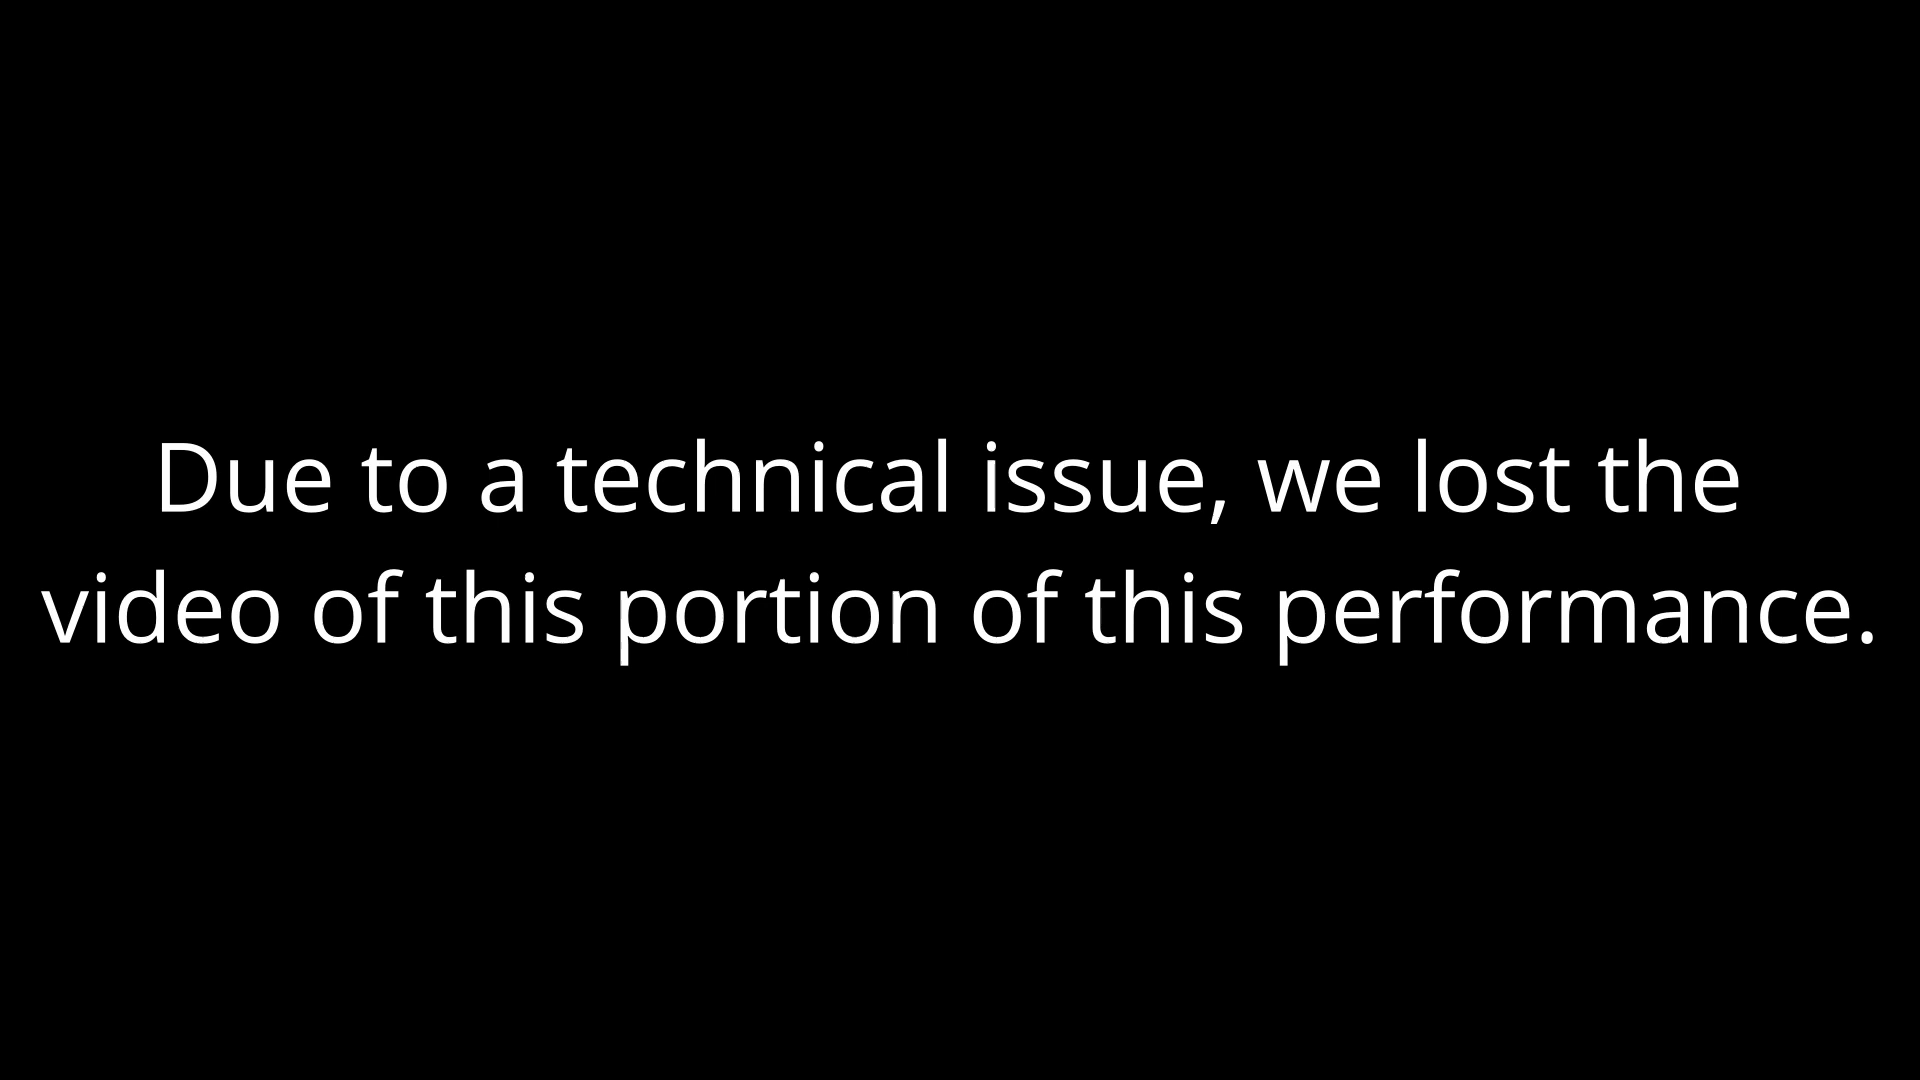 Due to a technical issue, we lost the
video of this portion of this performance.